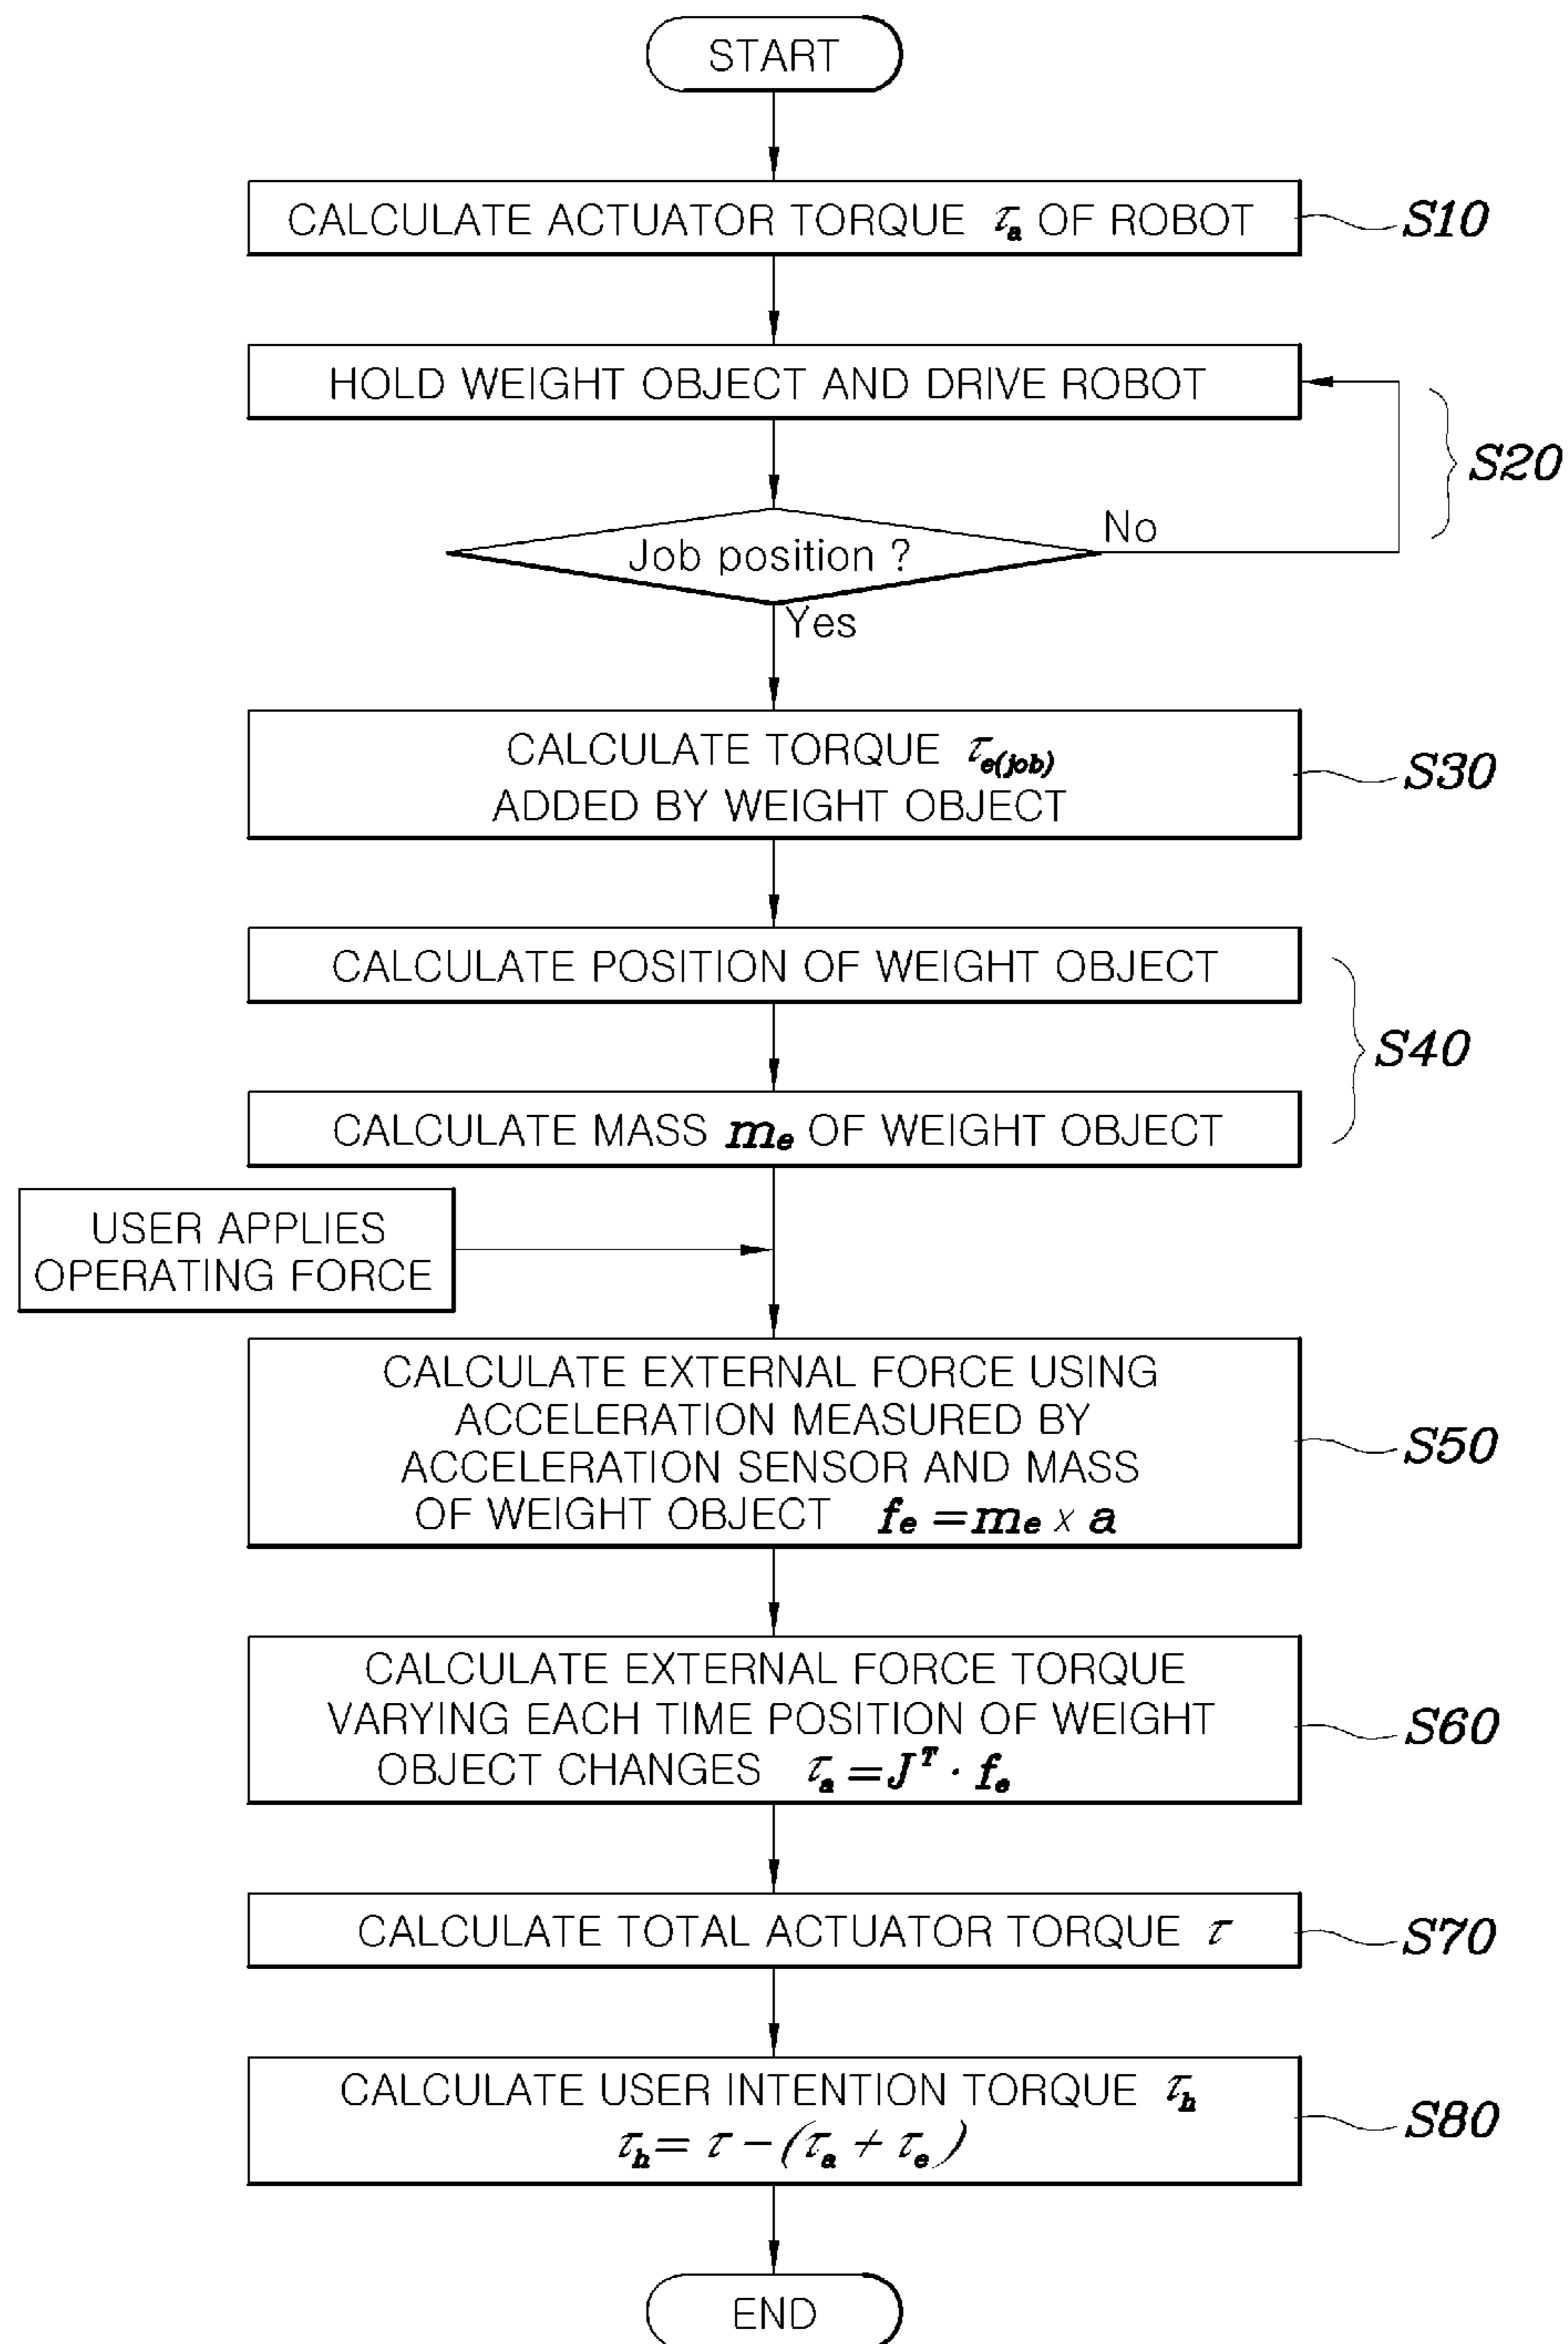 START
CALCULATE ACTUATOR TORQUE τa OF ROBOT
S10
HOLD WEIGHT OBJECT AND DRIVE ROBOT
S20
Job position ?
No
Yes
CALCULATE TORQUE τe(job)
ADDED BY WEIGHT OBJECT
S30
CALCULATE POSITION OF WEIGHT OBJECT
S40
CALCULATE MASS me OF WEIGHT OBJECT
USER APPLIES
OPERATING FORCE
CALCULATE EXTERNAL FORCE USING
ACCELERATION MEASURED BY
ACCELERATION SENSOR AND MASS
OF WEIGHT OBJECT fe = me x a
S50
CALCULATE EXTERNAL FORCE TORQUE
VARYING EACH TIME POSITION OF WEIGHT
OBJECT CHANGES τa = J^T · fe
S60
CALCULATE TOTAL ACTUATOR TORQUE τ
S70
CALCULATE USER INTENTION TORQUE τh
τh = τ − (τa + τe)
S80
END